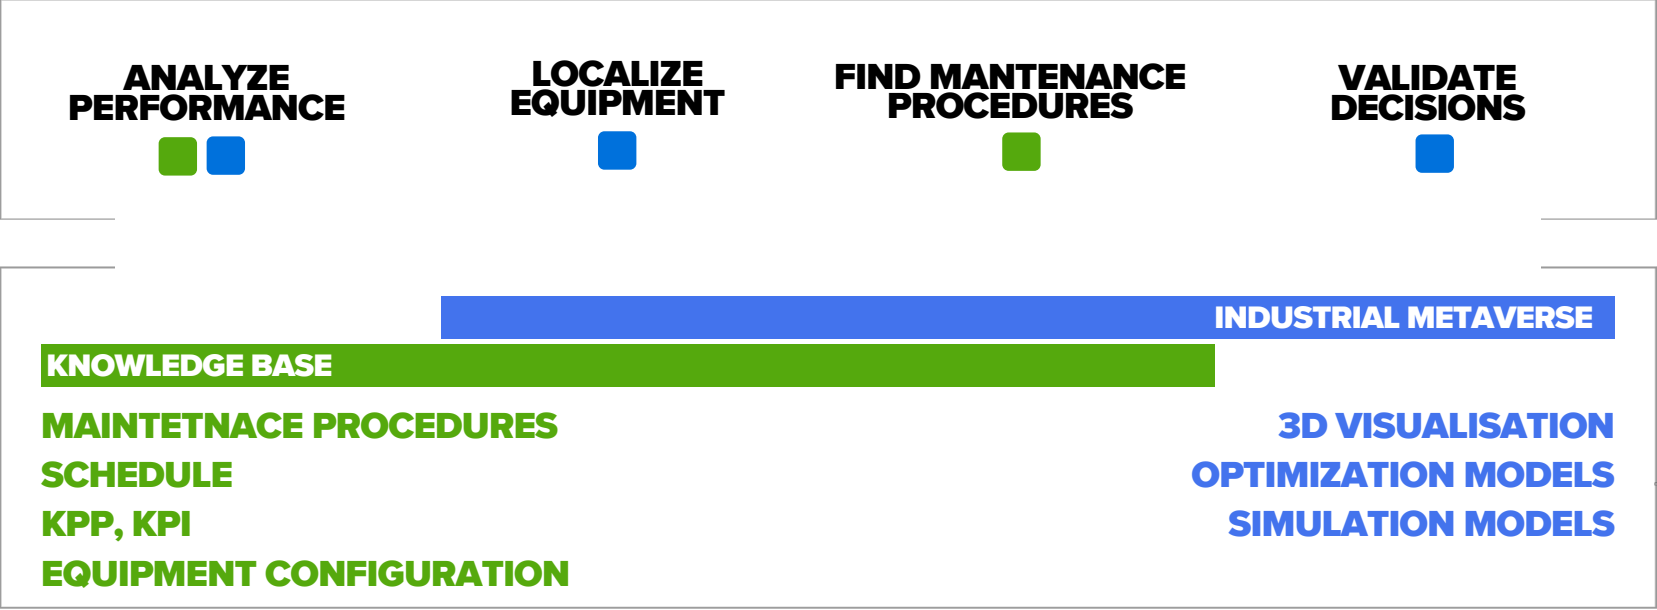 ANALYZE
PERFORMANCE
LOCALIZE
EQUIPMENT
FIND MANTENANCE
PROCEDURES
VALIDATE
DECISIONS
INDUSTRIAL METAVERSE
KNOWLEDGE BASE
MAINTETNACE PROCEDURES
SCHEDULE
KPP, KPI
EQUIPMENT CONFIGURATION
3D VISUALISATION
OPTIMIZATION MODELS
SIMULATION MODELS